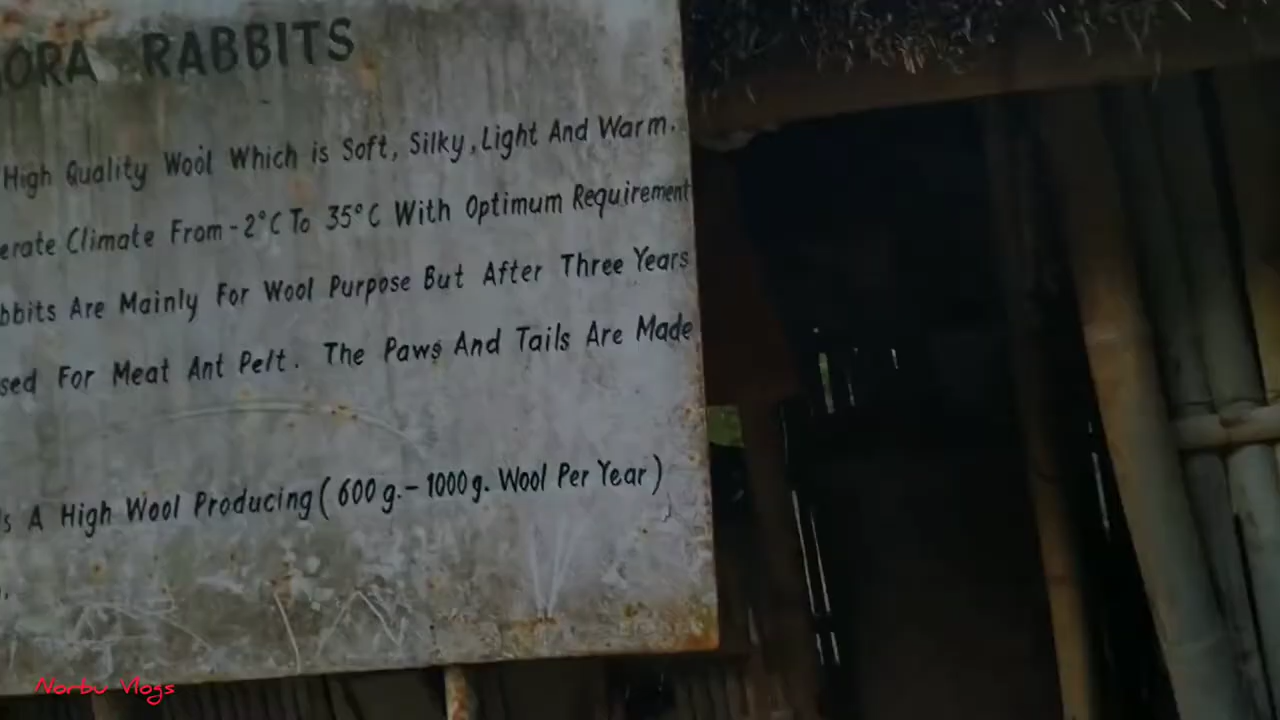 ORA RABBITS
High Quality Wool Which is Soft, Silky, Light And Warm.
erate Climate From -2°C To 35°C With Optimum Requirement
bbits Are Mainly For Wool Purpose But After Three Years
sed For Meat Ant Pelt. The Paws And Tails Are Made
s A High Wool Producing (600 g.- 1000 g. Wool Per Year)
Norbu Vlogs